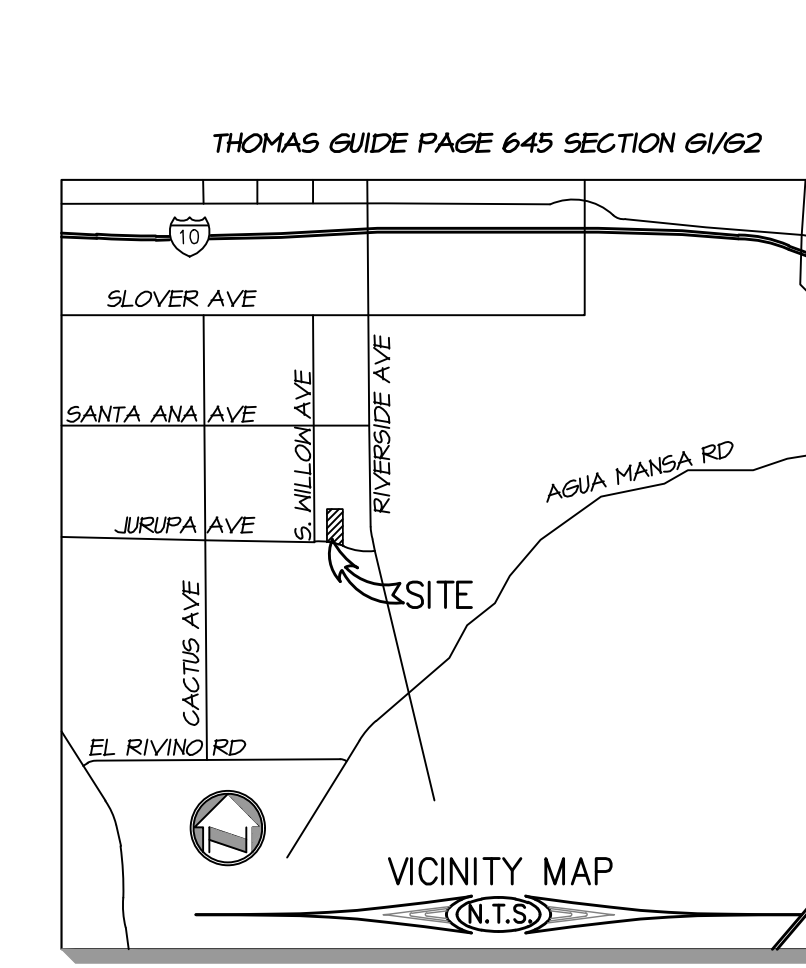 THOMAS GUIDE PAGE 645 SECTION G1/G2
10
SLOVER AVE
RIVERSIDE AVE
S. WILLOW AVE
SANTA ANA AVE
AGUA MANSA RD
JURUPA AVE
SITE
CACTUS AVE
EL RIVINO RD
N
VICINITY MAP
N.T.S.